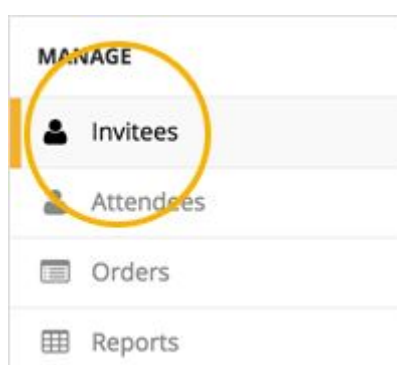 MANAGE
Invitees
Attendees
Orders
Reports